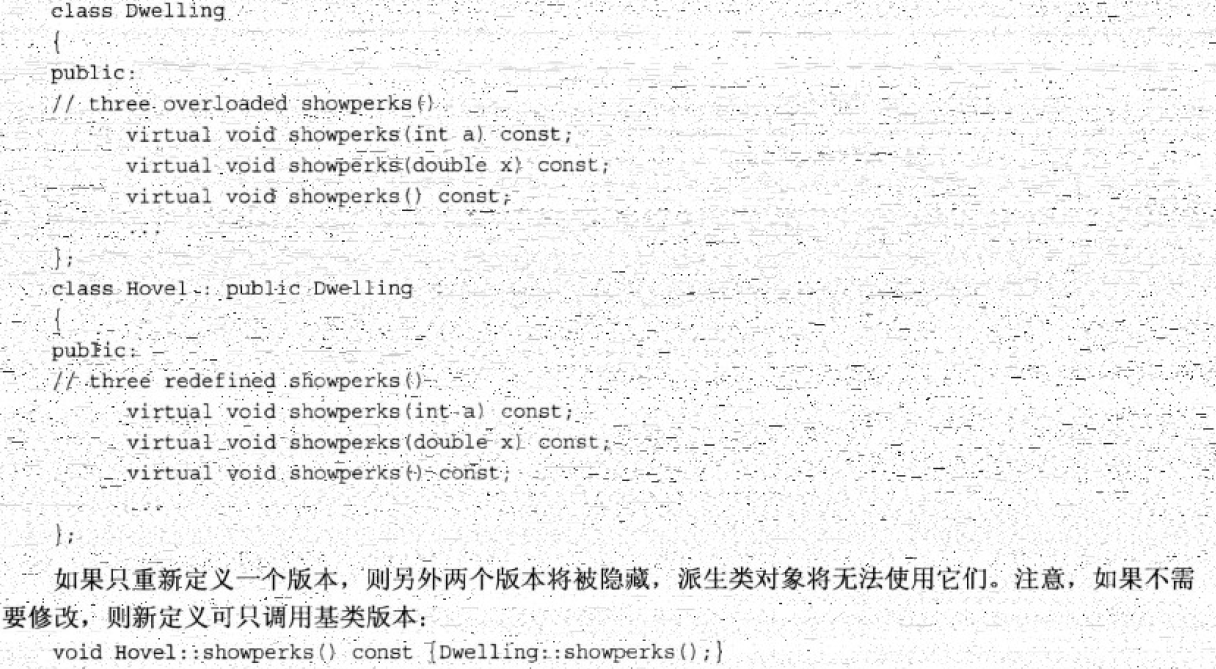 class Dwelling
{
public:
// three overloaded showperks()
virtual void showperks(int a) const;
virtual void showperks(double x) const;
virtual void showperks() const;
...
};
class Hovel : public Dwelling
{
public:
// three redefined showperks()
virtual void showperks(int a) const;
virtual void showperks(double x) const;
virtual void showperks() const;
...
};
如果只重新定义一个版本，则另外两个版本将被隐藏，派生类对象将无法使用它们。注意，如果不需
要修改，则新定义可只调用基类版本：
void Hovel::showperks() const {Dwelling::showperks();}